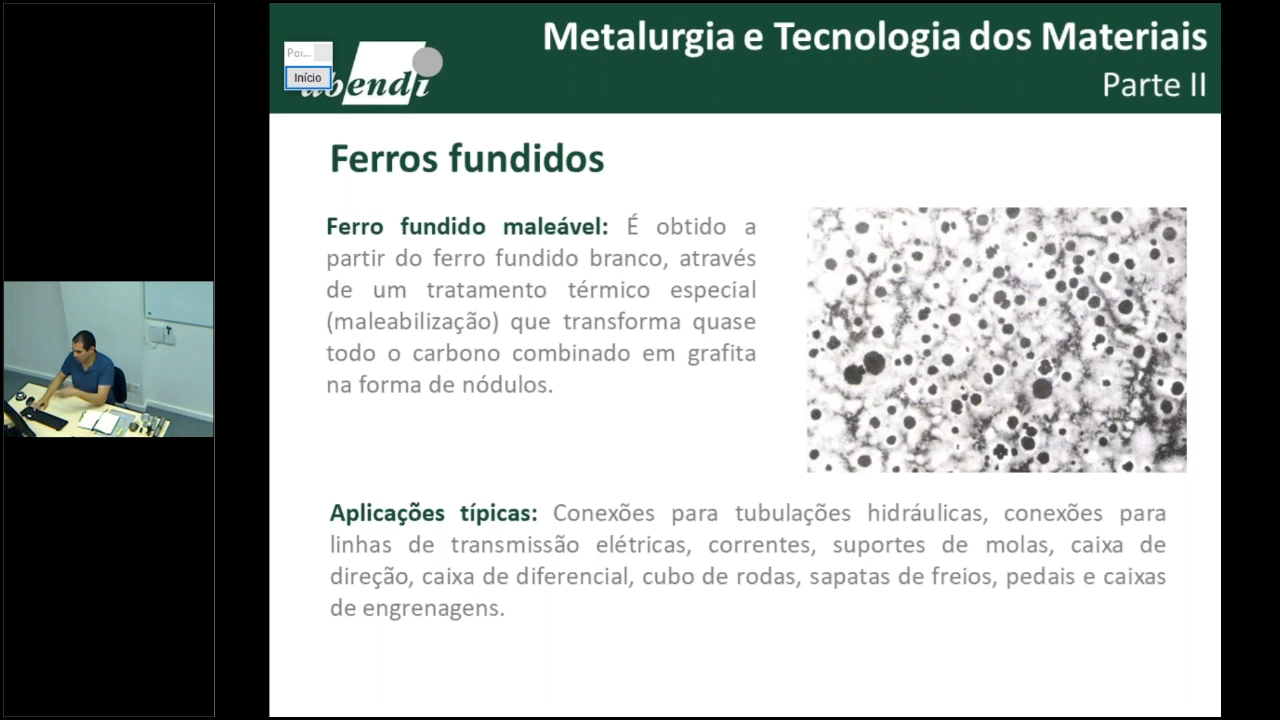 Metalurgia e Tecnologia dos Materiais
Parte II
Poi...
Início
abendi
Ferros fundidos
Ferro fundido maleável: É obtido a
partir do ferro fundido branco, através
de um tratamento térmico especial
(maleabilização) que transforma quase
todo o carbono combinado em grafita
na forma de nódulos.
Aplicações típicas: Conexões para tubulações hidráulicas, conexões para
linhas de transmissão elétricas, correntes, suportes de molas, caixa de
direção, caixa de diferencial, cubo de rodas, sapatas de freios, pedais e caixas
de engrenagens.